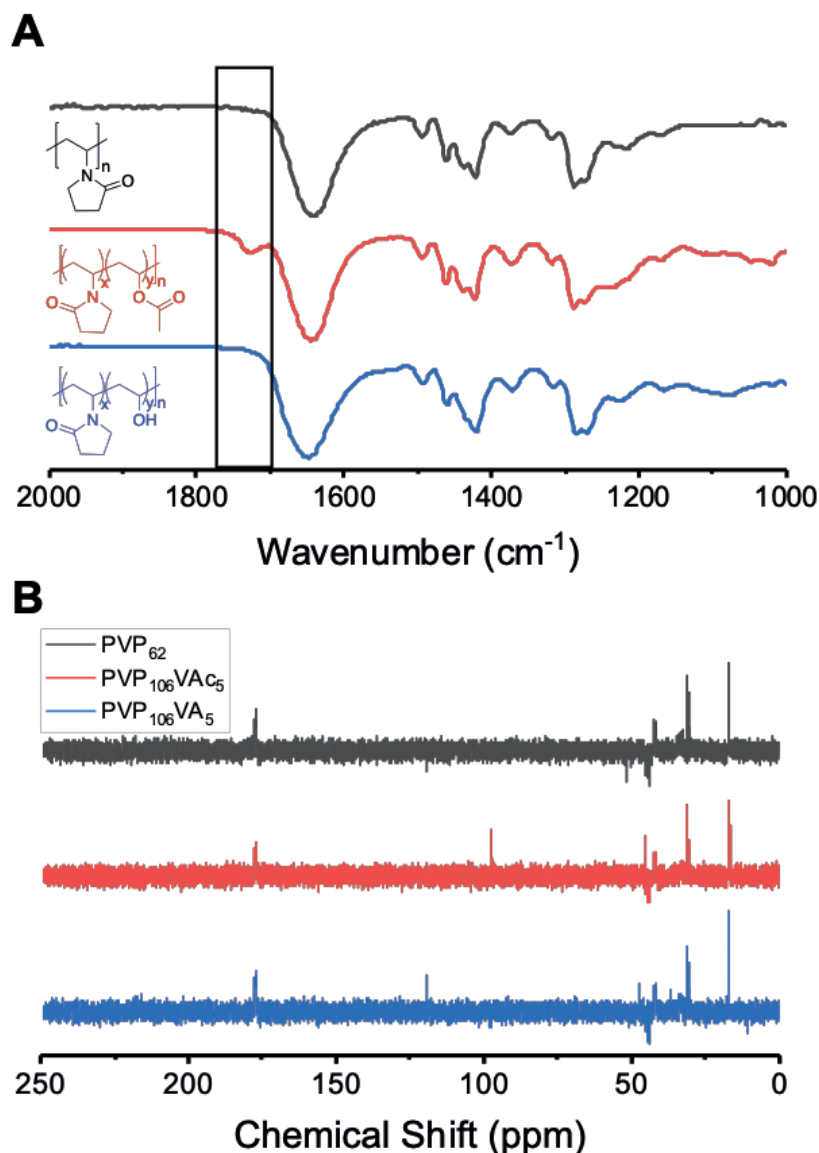 A
n
N
O
x
y
n
O
N
O
O
x
y
n
O
N
OH
2000 1800 1600 1400 1200 1000
Wavenumber (cm⁻¹)
B
PVP₆₂
PVP₁₀₆VAc₅
PVP₁₀₆VA₅
250 200 150 100 50 0
Chemical Shift (ppm)